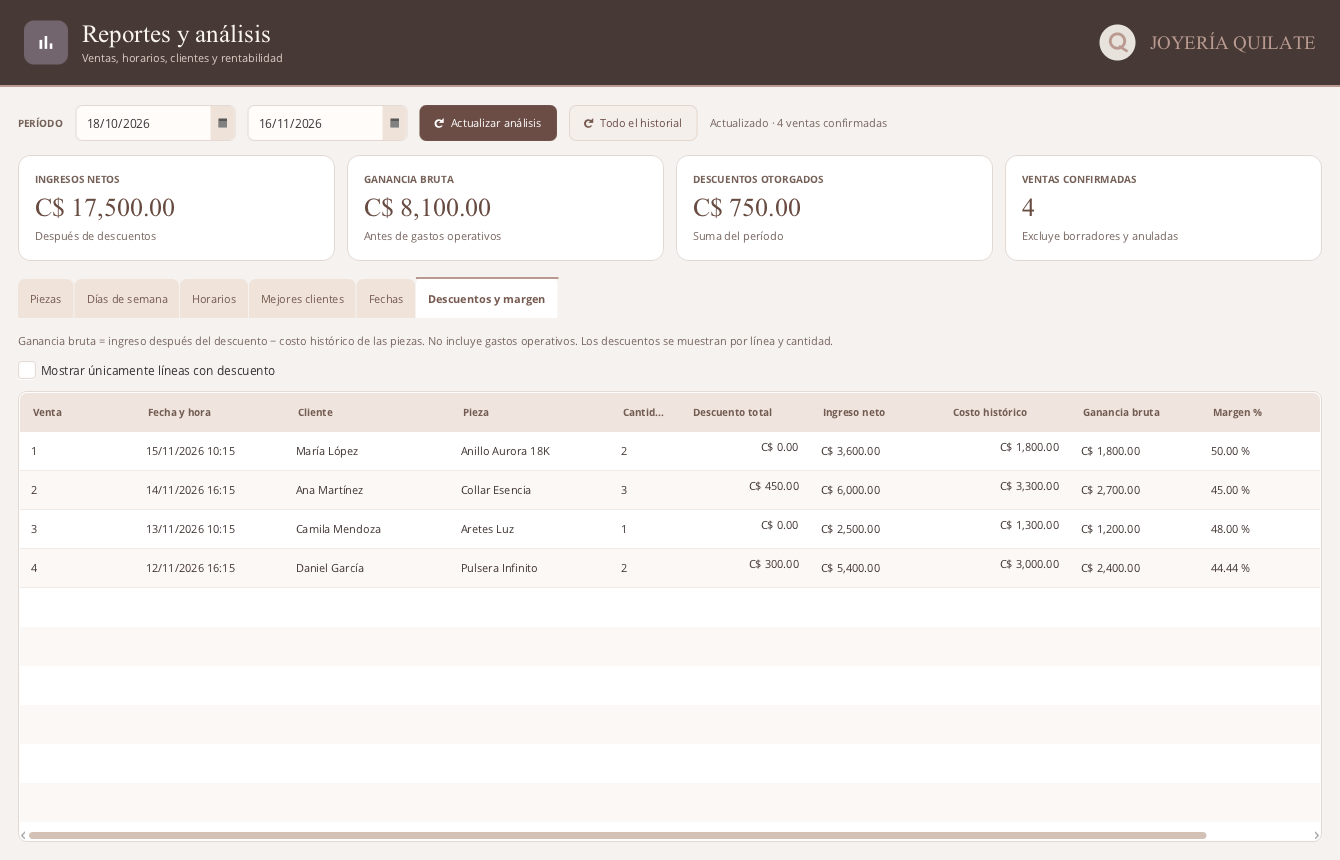 Reportes y análisis
Ventas, horarios, clientes y rentabilidad
JOYERÍA QUILATE
PERÍODO 18/10/2026 16/11/2026 Actualizar análisis Todo el historial Actualizado · 4 ventas confirmadas
INGRESOS NETOS
C$ 17,500.00
Después de descuentos
GANANCIA BRUTA
C$ 8,100.00
Antes de gastos operativos
DESCUENTOS OTORGADOS
C$ 750.00
Suma del período
VENTAS CONFIRMADAS
4
Excluye borradores y anuladas
Piezas Días de semana Horarios Mejores clientes Fechas Descuentos y margen
Ganancia bruta = ingreso después del descuento − costo histórico de las piezas. No incluye gastos operativos. Los descuentos se muestran por línea y cantidad.
Mostrar únicamente líneas con descuento
Venta Fecha y hora Cliente Pieza Cantid... Descuento total Ingreso neto Costo histórico Ganancia bruta Margen %
1 15/11/2026 10:15 María López Anillo Aurora 18K 2 C$ 0.00 C$ 3,600.00 C$ 1,800.00 C$ 1,800.00 50.00 %
2 14/11/2026 16:15 Ana Martínez Collar Esencia 3 C$ 450.00 C$ 6,000.00 C$ 3,300.00 C$ 2,700.00 45.00 %
3 13/11/2026 10:15 Camila Mendoza Aretes Luz 1 C$ 0.00 C$ 2,500.00 C$ 1,300.00 C$ 1,200.00 48.00 %
4 12/11/2026 16:15 Daniel García Pulsera Infinito 2 C$ 300.00 C$ 5,400.00 C$ 3,000.00 C$ 2,400.00 44.44 %